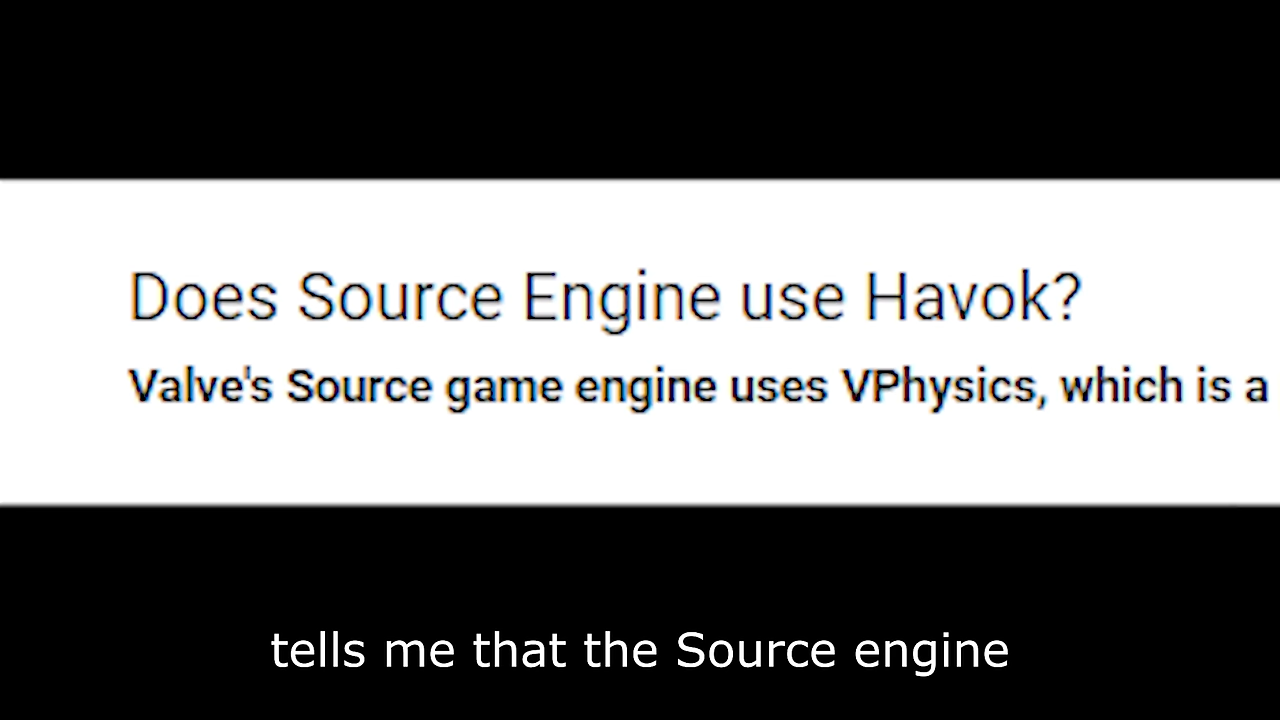 Does Source Engine use Havok?
Valve's Source game engine uses VPhysics, which is a
tells me that the Source engine